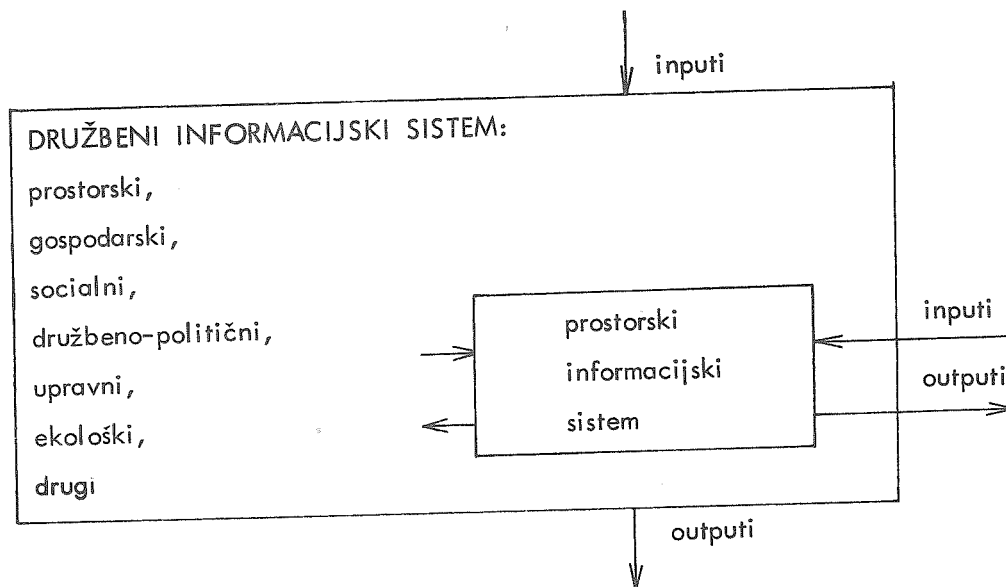 inputi
DRUŽBENI INFORMACIJSKI SISTEM:
prostorski,
gospodarski,
socialni,
družbeno-politični,
upravni,
ekološki,
drugi
prostorski
informacijski
sistem
inputi
outputi
outputi